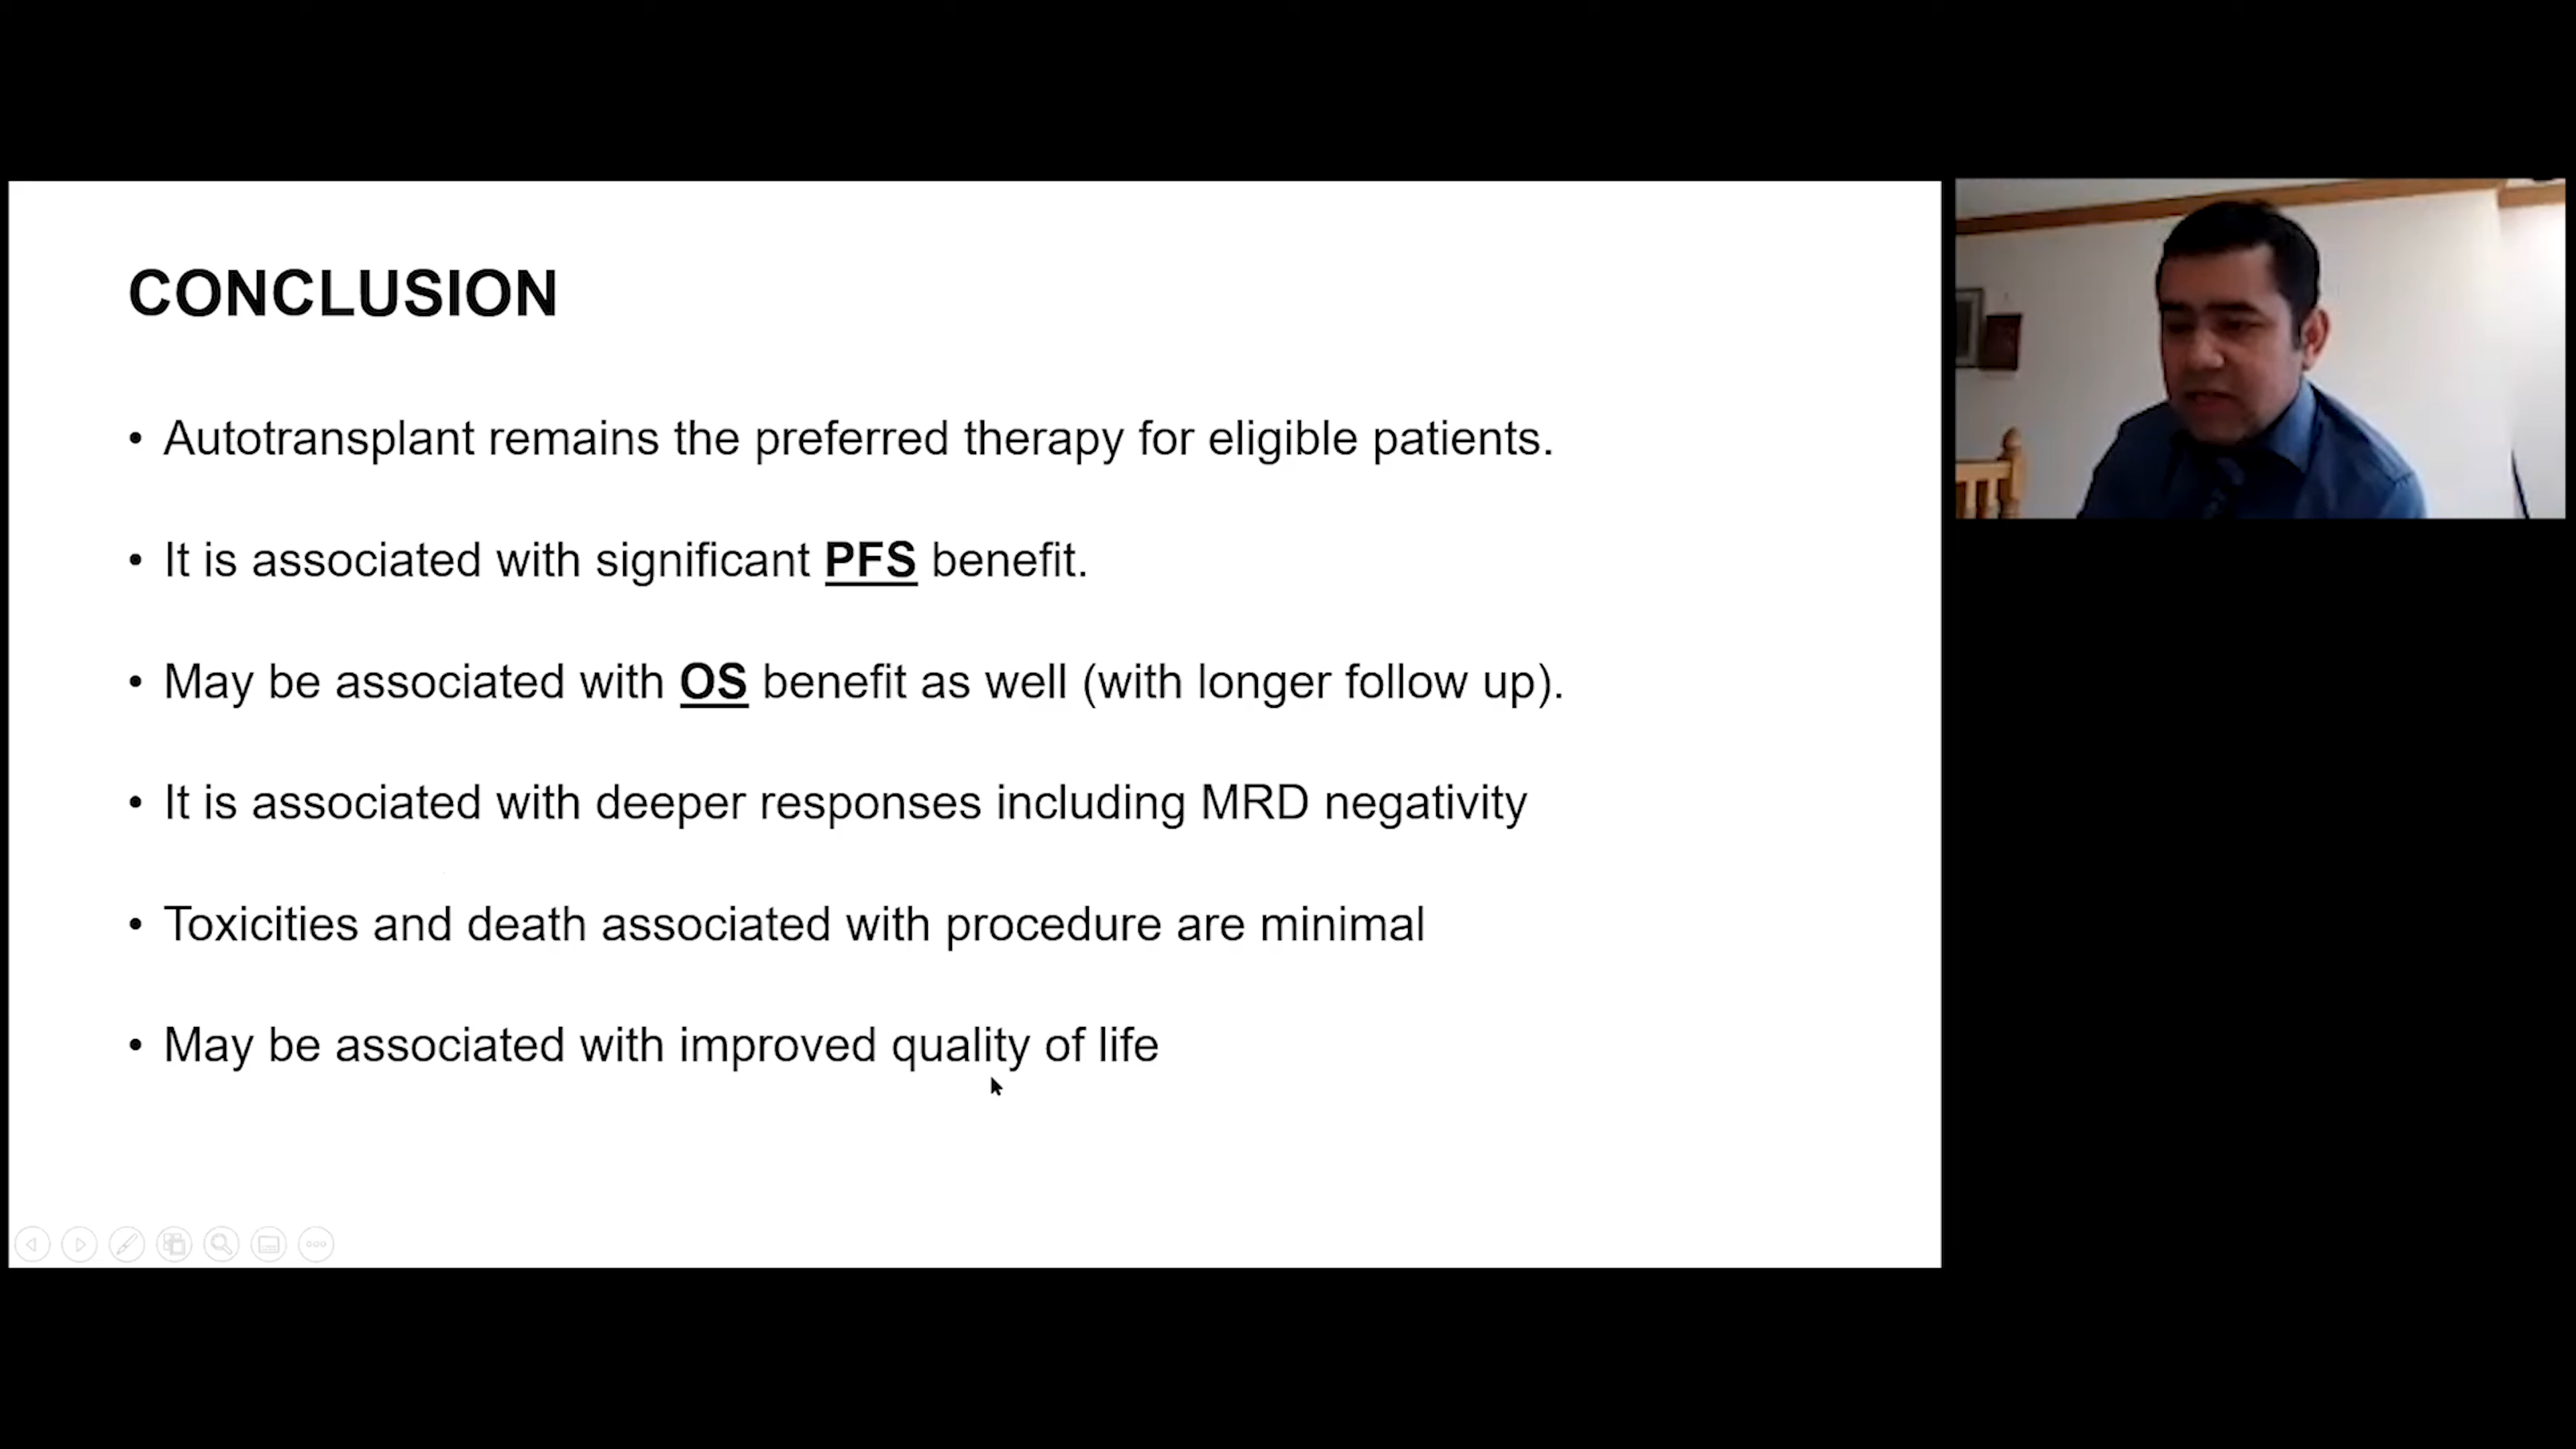 CONCLUSION
• Autotransplant remains the preferred therapy for eligible patients.
• It is associated with significant PFS benefit.
• May be associated with OS benefit as well (with longer follow up).
• It is associated with deeper responses including MRD negativity
• Toxicities and death associated with procedure are minimal
• May be associated with improved quality of life